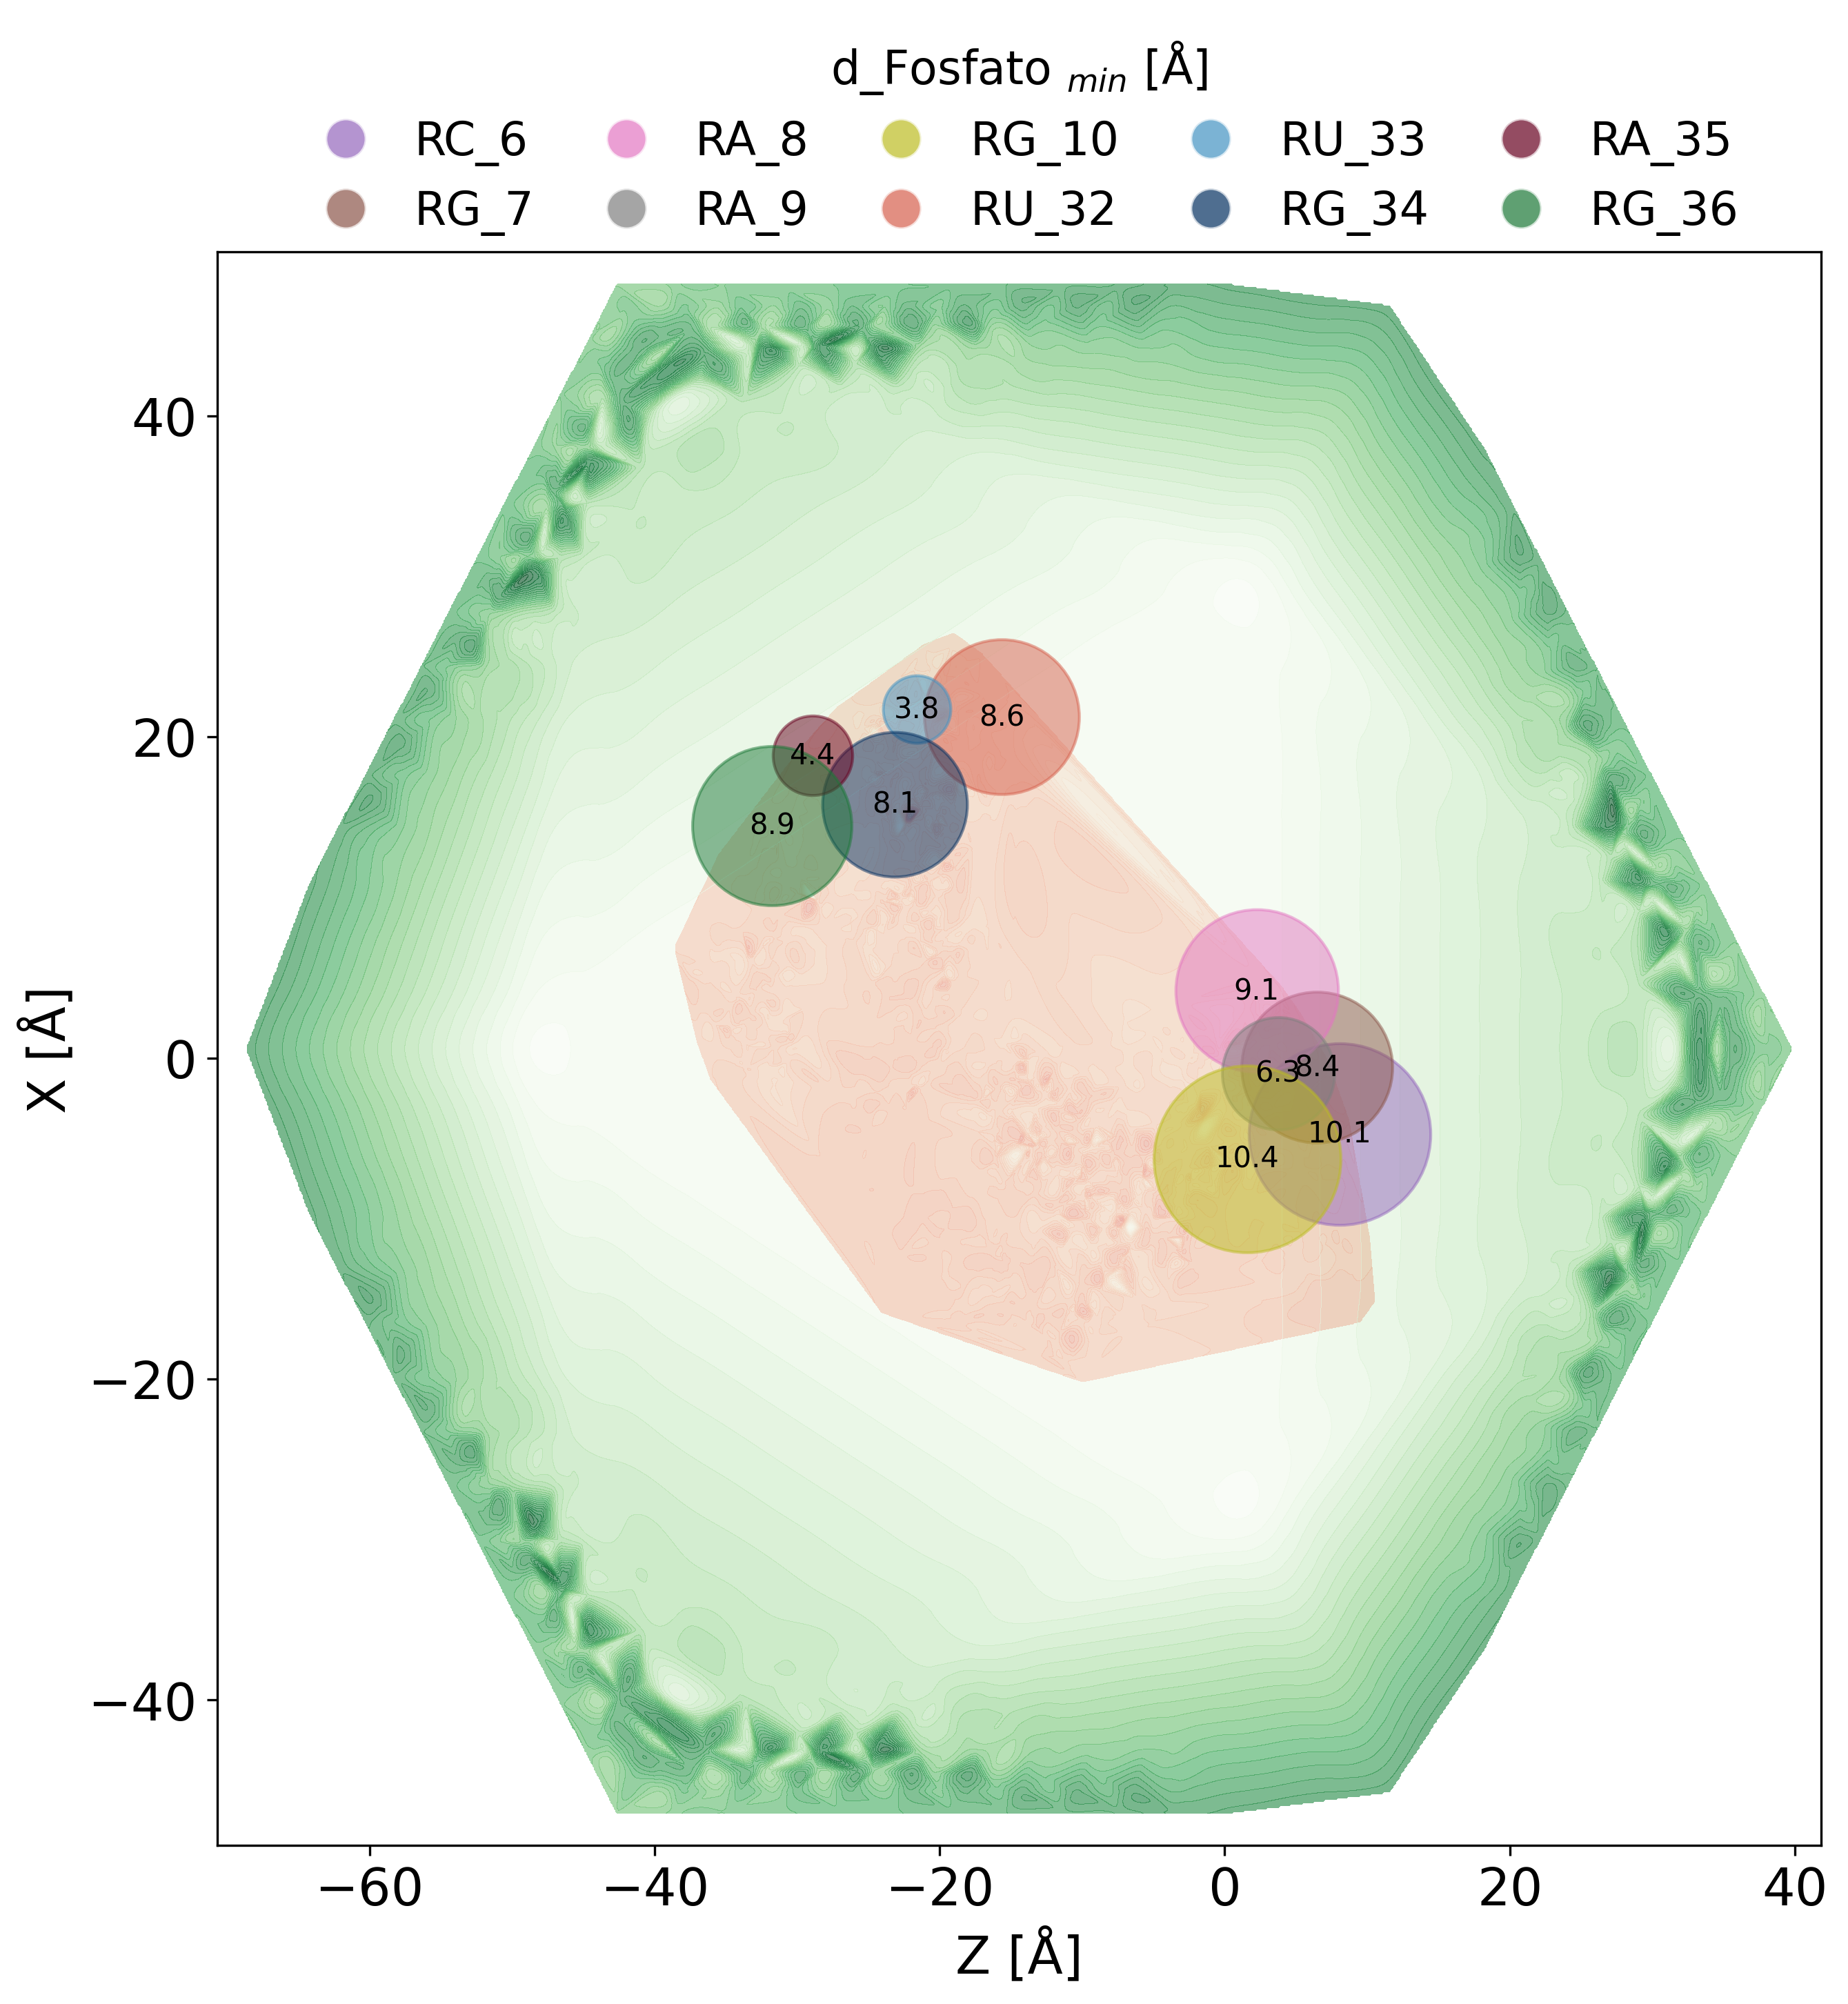 d_Fosfato min [Å]
RC_6 RA_8 RG_10 RU_33 RA_35
RG_7 RA_9 RU_32 RG_34 RG_36
40
20
0
−20
−40
X [Å]
3.8
8.6
4.4
8.1
8.9
9.1
6.3
8.4
10.1
10.4
−60 −40 −20 0 20 40
Z [Å]